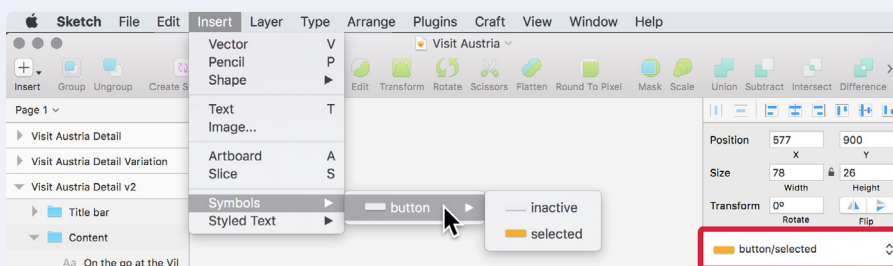 Sketch File Edit Insert Layer Type Arrange Plugins Craft View Window Help
Visit Austria
Insert Group Ungroup Create S
Edit Transform Rotate Scissors Flatten Round To Pixel Mask Scale Union Subtract Intersect Difference
Page 1
Visit Austria Detail
Visit Austria Detail Variation
Visit Austria Detail v2
Title bar
Content
Aa On the go at the Vil
Vector V
Pencil P
Shape
Text T
Image...
Artboard A
Slice S
Symbols
Styled Text
button
inactive
selected
Position 577 900
X Y
Size 78 26
Width Height
Transform 0º
Rotate Flip
button/selected